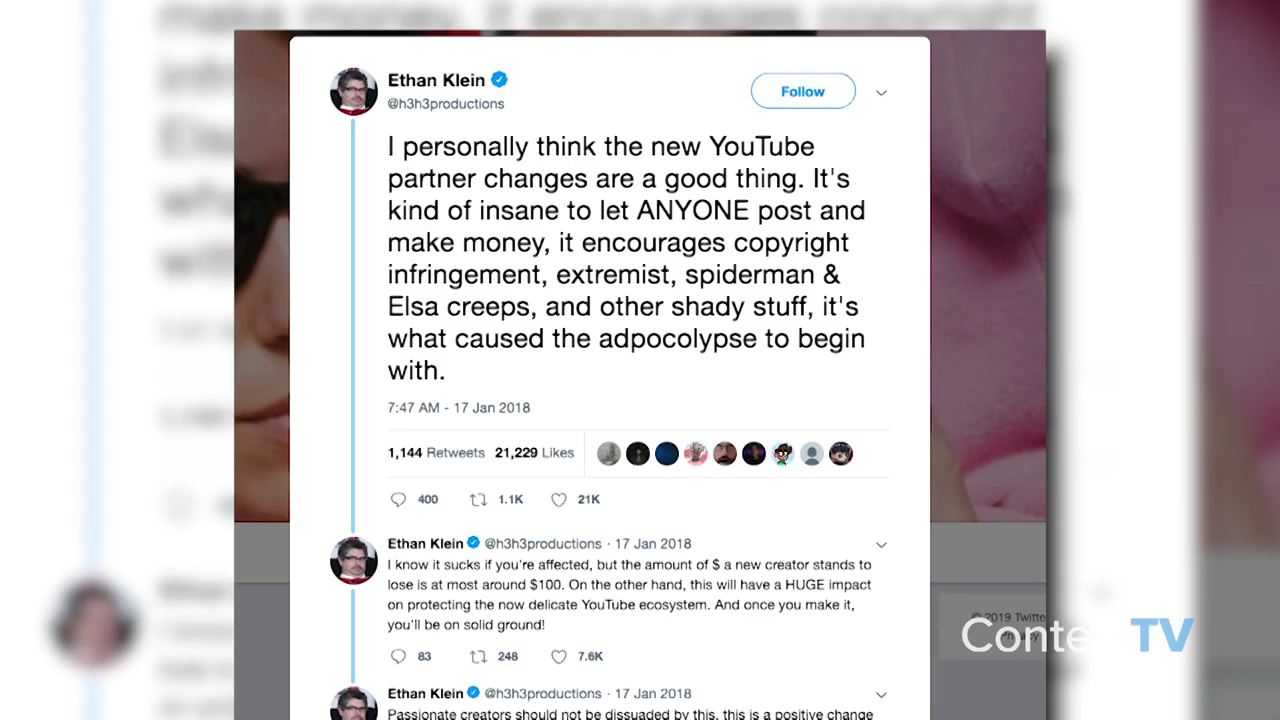 Ethan Klein
@h3h3productions
Follow
I personally think the new YouTube
partner changes are a good thing. It's
kind of insane to let ANYONE post and
make money, it encourages copyright
infringement, extremist, spiderman &
Elsa creeps, and other shady stuff, it's
what caused the adpocolypse to begin
with.
7:47 AM - 17 Jan 2018
1,144 Retweets 21,229 Likes
400 1.1K 21K
Ethan Klein @h3h3productions · 17 Jan 2018
I know it sucks if you're affected, but the amount of $ a new creator stands to
lose is at most around $100. On the other hand, this will have a HUGE impact
on protecting the now delicate YouTube ecosystem. And once you make it,
you'll be on solid ground!
83 248 7.6K
© 2019 Twitte
TV
Ethan Klein @h3h3productions · 17 Jan 2018
Passionate creators should not be dissuaded by this, this is a positive change